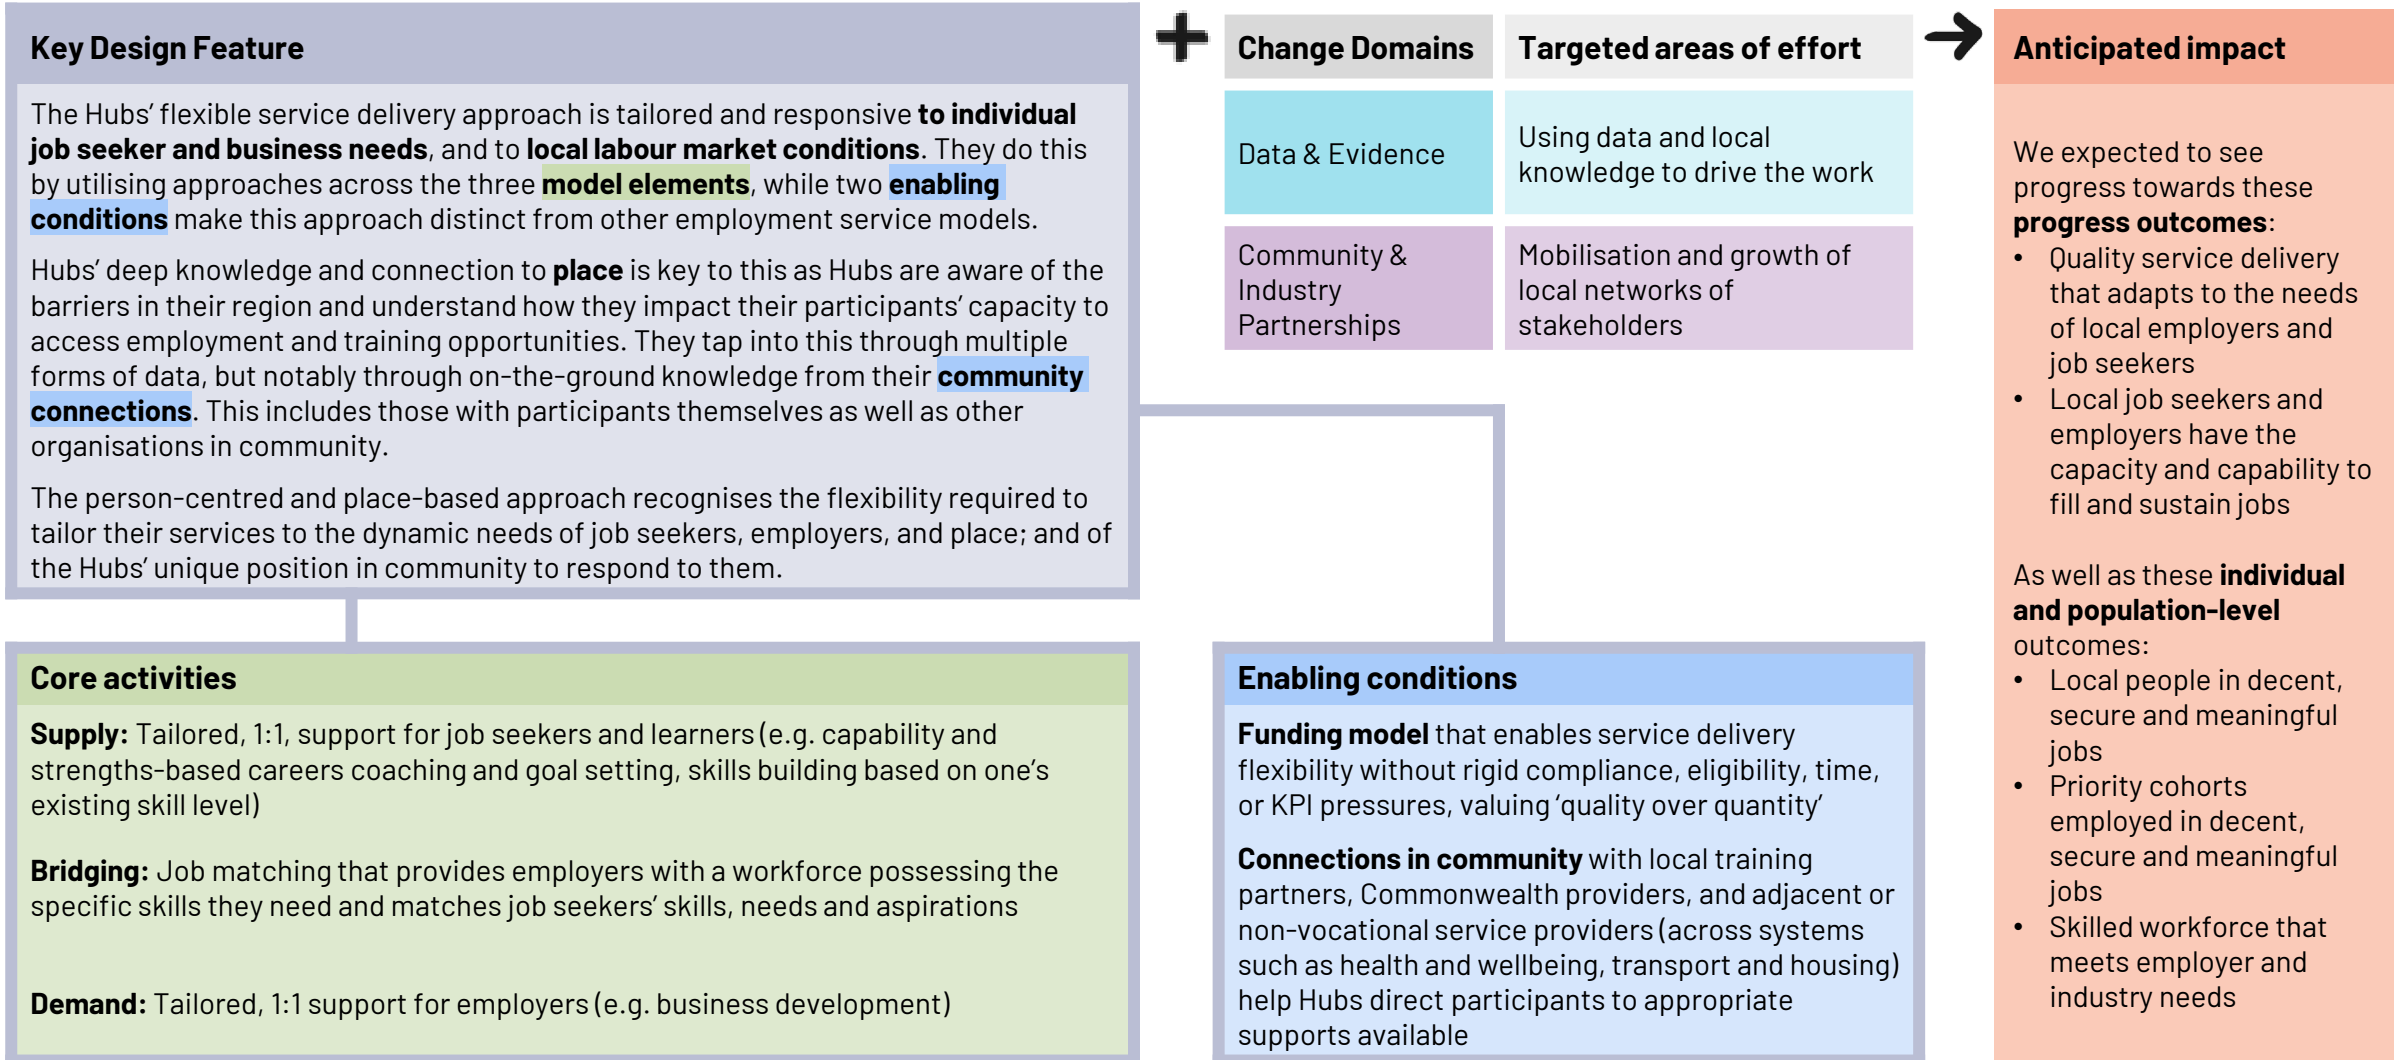 Key Design Feature
The Hubs’ flexible service delivery approach is tailored and responsive to individual
job seeker and business needs, and to local labour market conditions. They do this
by utilising approaches across the three model elements, while two enabling
conditions make this approach distinct from other employment service models.
Hubs’ deep knowledge and connection to place is key to this as Hubs are aware of the
barriers in their region and understand how they impact their participants’ capacity to
access employment and training opportunities. They tap into this through multiple
forms of data, but notably through on-the-ground knowledge from their community
connections. This includes those with participants themselves as well as other
organisations in community.
The person-centred and place-based approach recognises the flexibility required to
tailor their services to the dynamic needs of job seekers, employers, and place; and of
the Hubs’ unique position in community to respond to them.
Core activities
Supply: Tailored, 1:1, support for job seekers and learners (e.g. capability and
strengths-based careers coaching and goal setting, skills building based on one’s
existing skill level)
Bridging: Job matching that provides employers with a workforce possessing the
specific skills they need and matches job seekers’ skills, needs and aspirations
Demand: Tailored, 1:1 support for employers (e.g. business development)
Change Domains
Targeted areas of effort
Data & Evidence
Using data and local
knowledge to drive the work
Community &
Industry
Partnerships
Mobilisation and growth of
local networks of
stakeholders
Enabling conditions
Funding model that enables service delivery
flexibility without rigid compliance, eligibility, time,
or KPI pressures, valuing ‘quality over quantity’
Connections in community with local training
partners, Commonwealth providers, and adjacent or
non-vocational service providers (across systems
such as health and wellbeing, transport and housing)
help Hubs direct participants to appropriate
supports available
Anticipated impact
We expected to see
progress towards these
progress outcomes:
• Quality service delivery
that adapts to the needs
of local employers and
job seekers
• Local job seekers and
employers have the
capacity and capability to
fill and sustain jobs
As well as these individual
and population-level
outcomes:
• Local people in decent,
secure and meaningful
jobs
• Priority cohorts
employed in decent,
secure and meaningful
jobs
• Skilled workforce that
meets employer and
industry needs